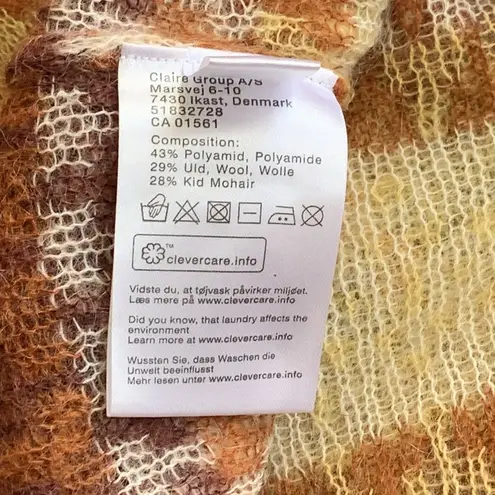 Claire Group A/S
Marsvej 6-10
7430 Ikast, Denmark
51832728
CA 01561
Composition:
43% Polyamid, Polyamide
29% Uld, Wool, Wolle
28% Kid Mohair
™
clevercare.info
Vidste du, at tøjvask påvirker miljøet.
Læs mere på www.clevercare.info
Did you know, that laundry affects the
environment
Learn more at www.clevercare.info
Wussten Sie, dass Waschen die
Umwelt beeinflusst
Mehr lesen unter www.clevercare.info